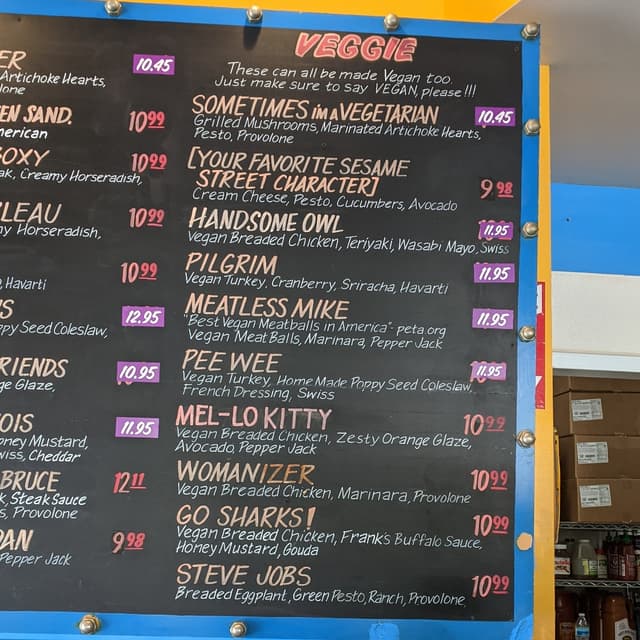 ER
10.45
Artichoke Hearts,
lone
EN SAND.
10.99
merican
OXY
10.99
ak, Creamy Horseradish,
LEAU
10.99
my Horseradish,
10.99
, Havarti
S
12.95
ppy Seed Coleslaw,
RIENDS
10.95
ge Glaze,
OIS
11.95
oney Mustard,
wiss, Cheddar
BRUCE
12.11
k, Steak Sauce
s, Provolone
DAN
9.98
Pepper Jack
VEGGIE
These can all be made Vegan too.
Just make sure to say VEGAN, please!!!
SOMETIMES i'm a VEGETARIAN
10.45
Grilled Mushrooms, Marinated Artichoke Hearts,
Pesto, Provolone
[YOUR FAVORITE SESAME
STREET CHARACTER]
9.98
Cream Cheese, Pesto, Cucumbers, Avocado
HANDSOME OWL
11.95
Vegan Breaded Chicken, Teriyaki, Wasabi Mayo, Swiss
PILGRIM
11.95
Vegan Turkey, Cranberry, Sriracha, Havarti
MEATLESS MIKE
11.95
"Best Vegan Meatballs in America"- peta.org
Vegan Meat Balls, Marinara, Pepper Jack
PEE WEE
11.95
Vegan Turkey, Home Made Poppy Seed Coleslaw,
French Dressing, Swiss
MEL-LO KITTY
10.99
Vegan Breaded Chicken, Zesty Orange Glaze,
Avocado, Pepper Jack
WOMANIZER
10.99
Vegan Breaded Chicken, Marinara, Provolone
GO SHARKS!
10.99
Vegan Breaded Chicken, Frank's Buffalo Sauce,
Honey Mustard, Gouda
STEVE JOBS
10.99
Breaded Eggplant, Green Pesto, Ranch, Provolone,